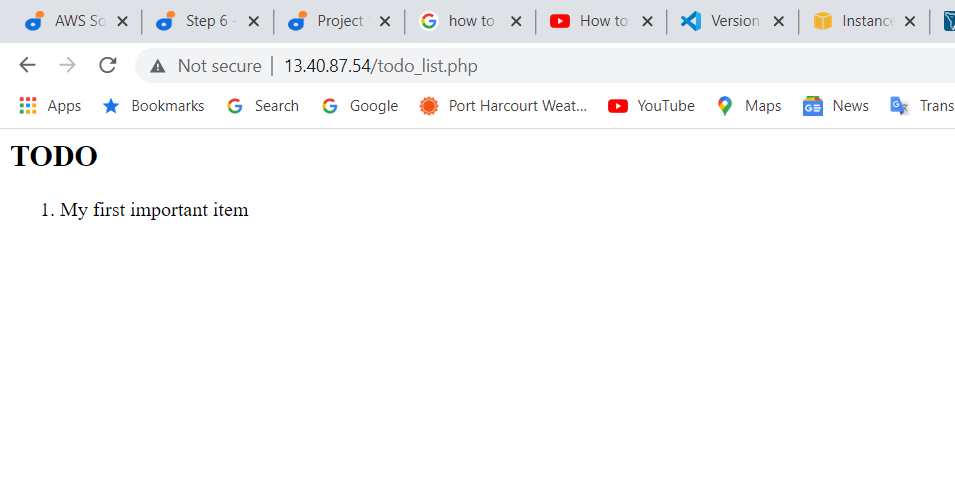 AWS So Step 6 - Project how to How to Version Instance
Not secure 13.40.87.54/todo_list.php
Apps Bookmarks Search Google Port Harcourt Weat... YouTube Maps News Trans
TODO
1. My first important item